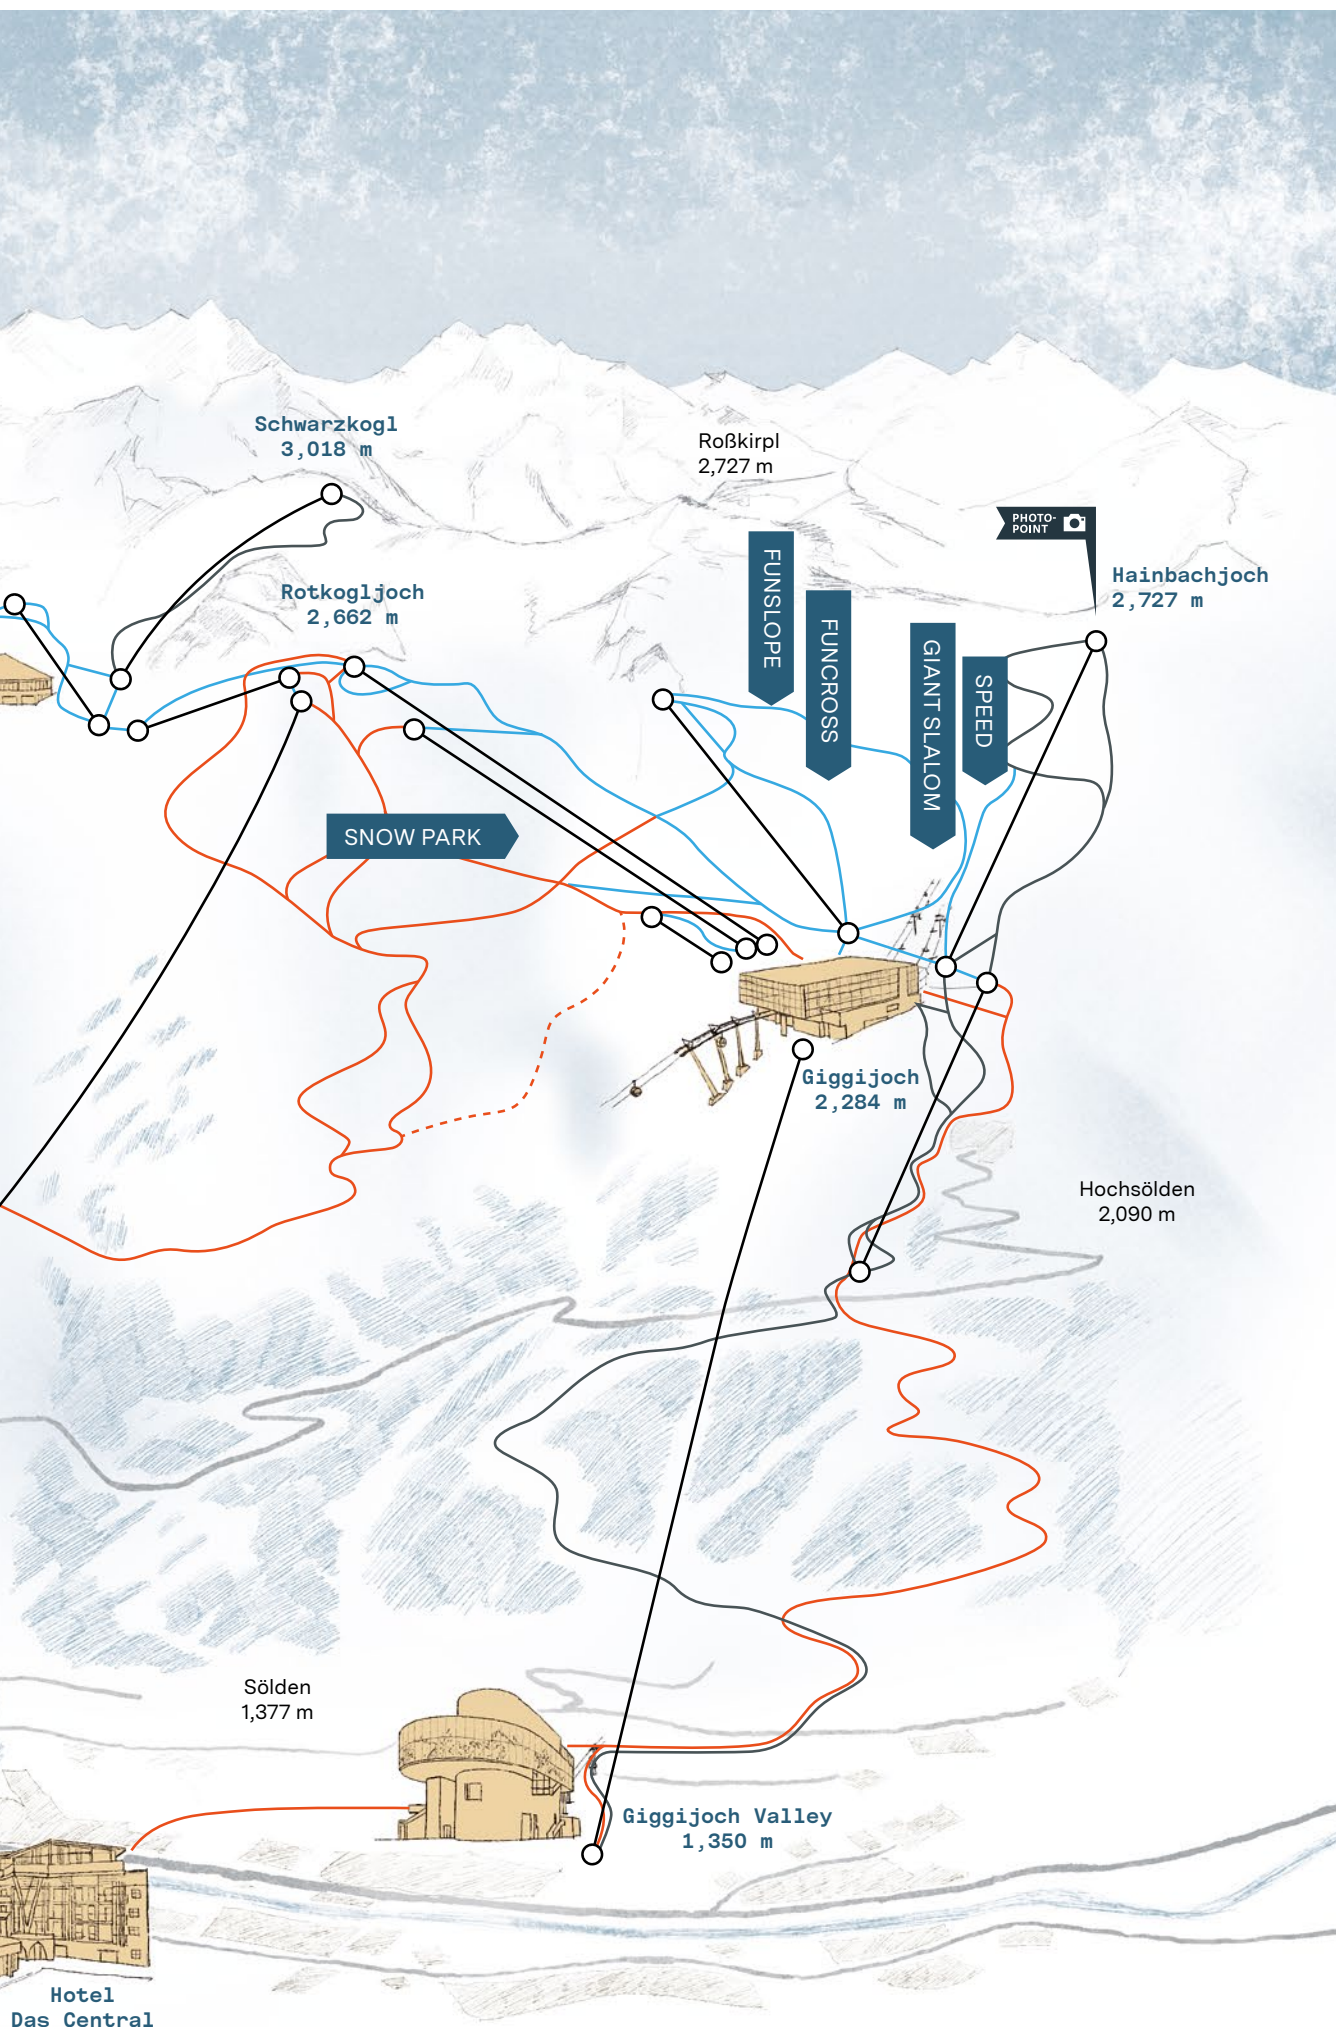 Schwarzkogl
3,018 m
Roßkirpl
2,727 m
PHOTO-
POINT
Hainbachjoch
2,727 m
Rotkogljoch
2,662 m
FUNSLOPE
FUNCROSS
GIANT SLALOM
SPEED
SNOW PARK
Giggijoch
2,284 m
Hochsölden
2,090 m
Sölden
1,377 m
Giggijoch Valley
1,350 m
Hotel
Das Central